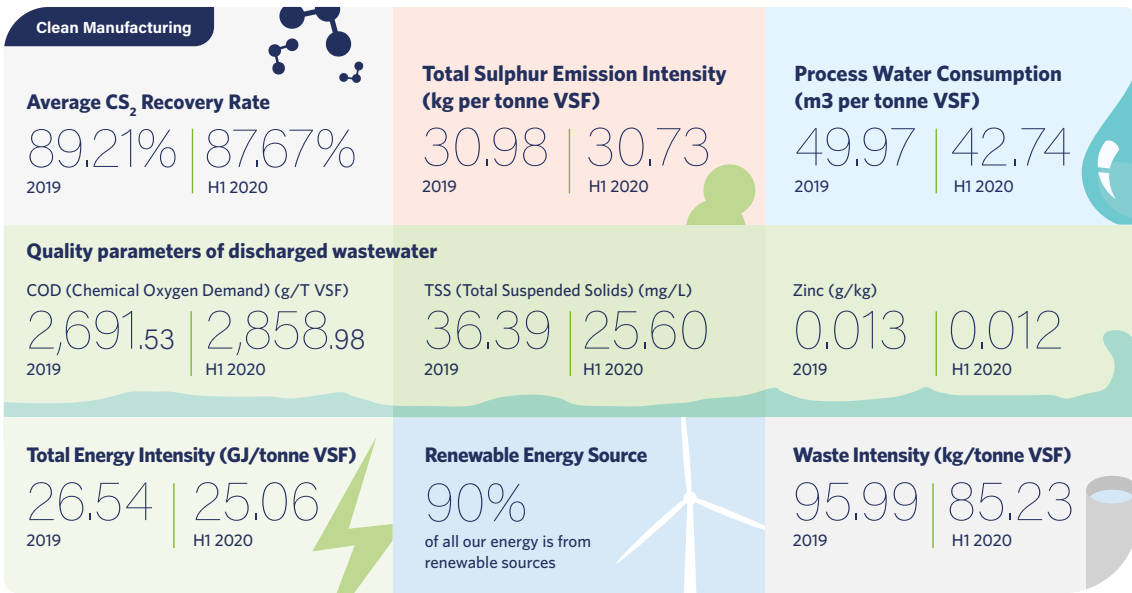 Clean Manufacturing
Average CS2 Recovery Rate
89.21% 87.67%
2019 H1 2020
Total Sulphur Emission Intensity
(kg per tonne VSF)
30.98 30.73
2019 H1 2020
Process Water Consumption
(m3 per tonne VSF)
49.97 42.74
2019 H1 2020
Quality parameters of discharged wastewater
COD (Chemical Oxygen Demand) (g/T VSF)
2,691.53 2,858.98
2019 H1 2020
TSS (Total Suspended Solids) (mg/L)
36.39 25.60
2019 H1 2020
Zinc (g/kg)
0.013 0.012
2019 H1 2020
Total Energy Intensity (GJ/tonne VSF)
26.54 25.06
2019 H1 2020
Renewable Energy Source
90%
of all our energy is from
renewable sources
Waste Intensity (kg/tonne VSF)
95.99 85.23
2019 H1 2020